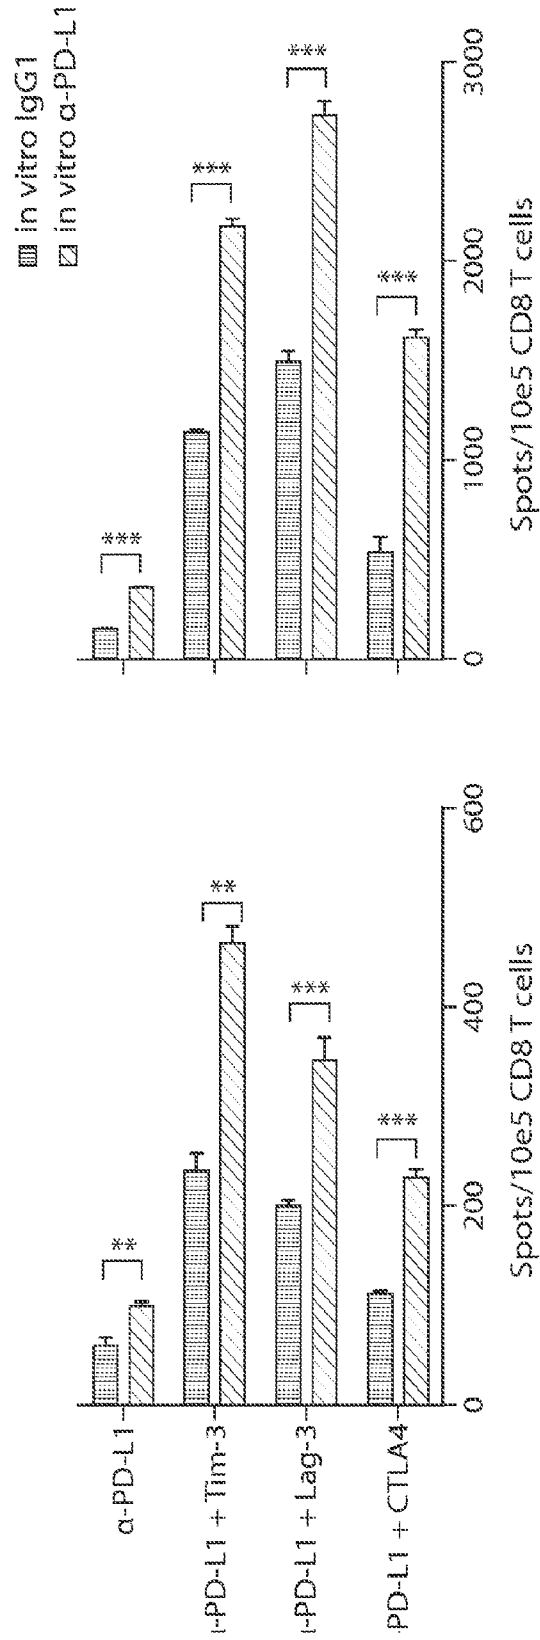 in vitro IgG1
in vitro α-PD-L1
α-PD-L1
-PD-L1 + Tim-3
-PD-L1 + Lag-3
PD-L1 + CTLA4
**
**
***
***
0
200
400
600
Spots/10e5 CD8 T cells
***
***
***
***
0
1000
2000
3000
Spots/10e5 CD8 T cells